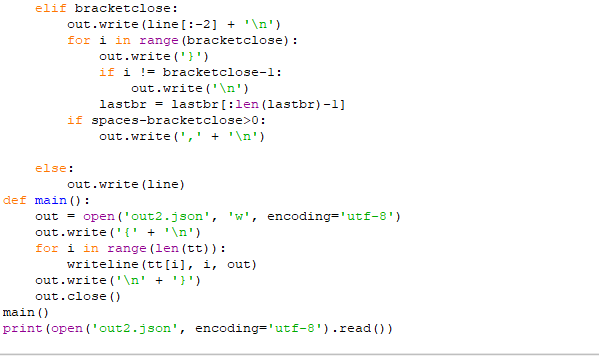 elif bracketclose:
        out.write(line[:-2] + '\n')
        for i in range(bracketclose):
            out.write('}')
            if i != bracketclose-1:
                out.write('\n')
            lastbr = lastbr[:len(lastbr)-1]
        if spaces-bracketclose>0:
            out.write(',' + '\n')

    else:
        out.write(line)
def main():
    out = open('out2.json', 'w', encoding='utf-8')
    out.write('{' + '\n')
    for i in range(len(tt)):
        writeline(tt[i], i, out)
    out.write('\n' + '}')
    out.close()
main()
print(open('out2.json', encoding='utf-8').read())